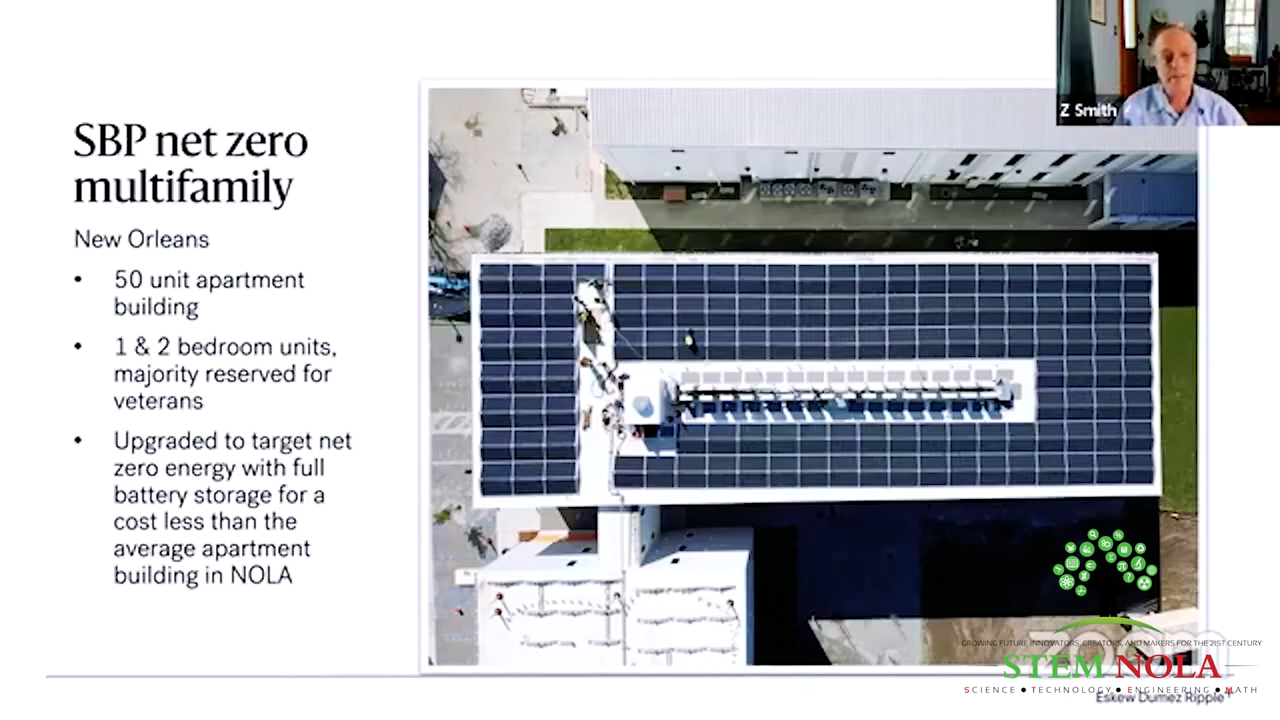 Z Smith
SBP net zero
multifamily
New Orleans
• 50 unit apartment
building
• 1 & 2 bedroom units,
majority reserved for
veterans
• Upgraded to target net
zero energy with full
battery storage for a
cost less than the
average apartment
building in NOLA
GROWING FUTURE INNOVATORS, CREATORS, AND MAKERS FOR THE 21ST CENTURY
STEM NOLA
SCIENCE • TECHNOLOGY • ENGINEERING • MATH
Eskew Dumez Ripple+